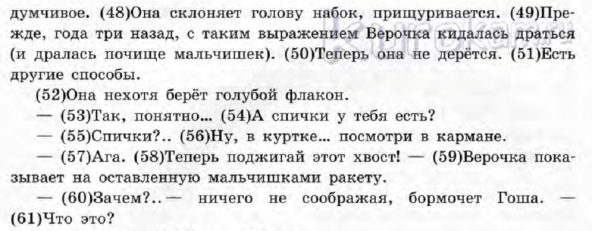 думчивое. (48)Она склоняет голову набок, прищуривается. (49)Пре-
жде, года три назад, с таким выражением Верочка кидалась драться
(и дралась почище мальчишек). (50)Теперь она не дерётся. (51)Есть
другие способы.
(52)Она нехотя берёт голубой флакон.
— (53)Так, понятно... (54)А спички у тебя есть?
— (55)Спички?.. (56)Ну, в куртке... посмотри в кармане.
— (57)Ага. (58)Теперь поджигай этот хвост! — (59)Верочка пока-
зывает на оставленную мальчишками ракету.
— (60)Зачем?.. — ничего не соображая, бормочет Гоша. —
(61)Что это?